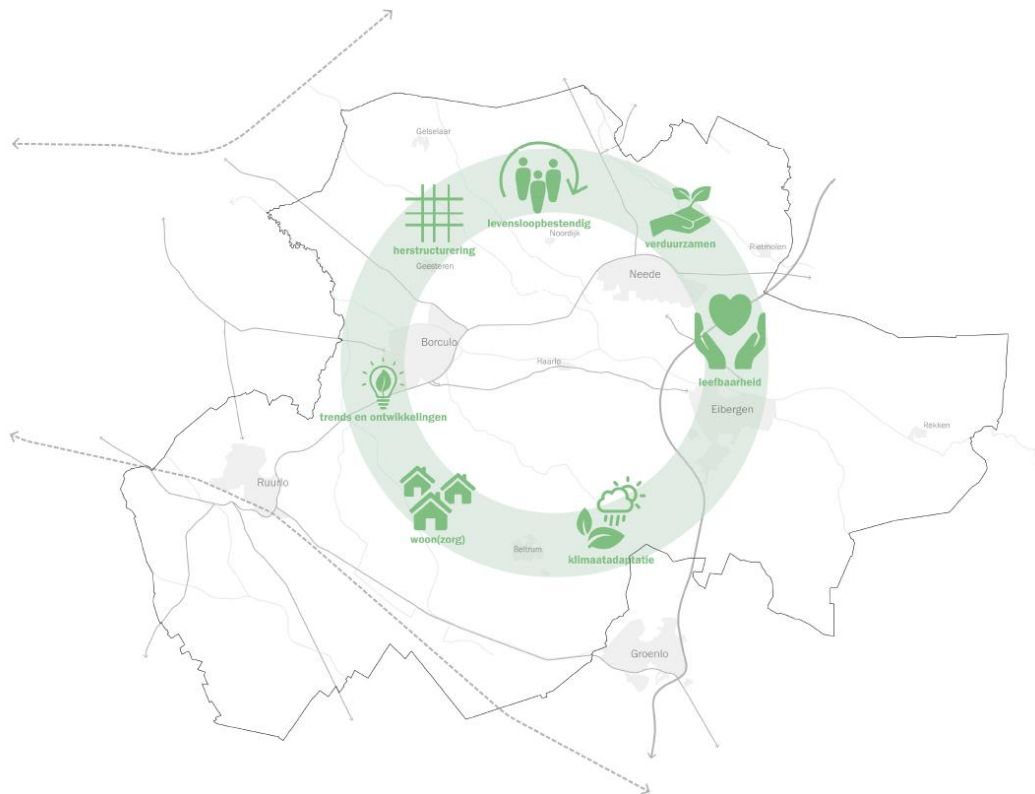 Gelselaar
levensloopbestendig
Noordijk
herstructurering
verduurzamen
Rietmolen
Geesteren
Neede
Borculo
Haarlo
leefbaarheid
trends en ontwikkelingen
Eibergen
Rekken
Ruurlo
woon(zorg)
Beltrum
klimaatadaptatie
Groenlo